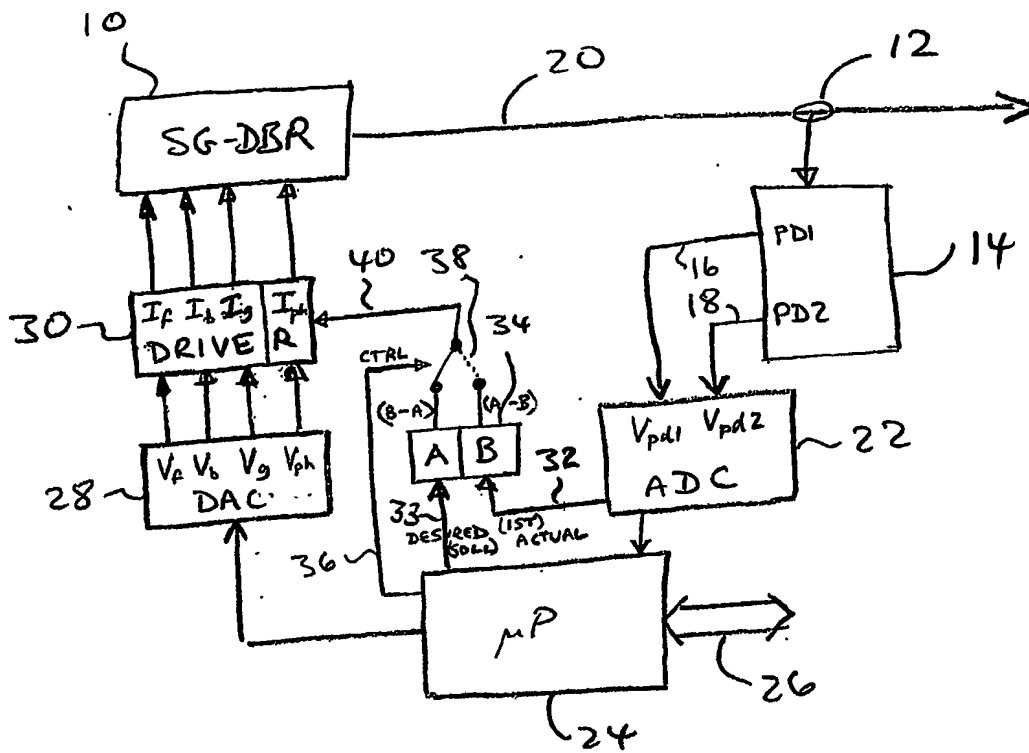 10
20
12
SG-DBR
14
PD1
PD2
16
18
40
38
34
30
If Ib Ig Iph
DRIVE R
CTRL
(B-A)
(A-B)
A B
Vpd1 Vpd2
ADC
22
28
Vf Vb Vg Vph
DAC
32
33
DESIRED
(SOLL)
(IST)
ACTUAL
36
μP
26
24